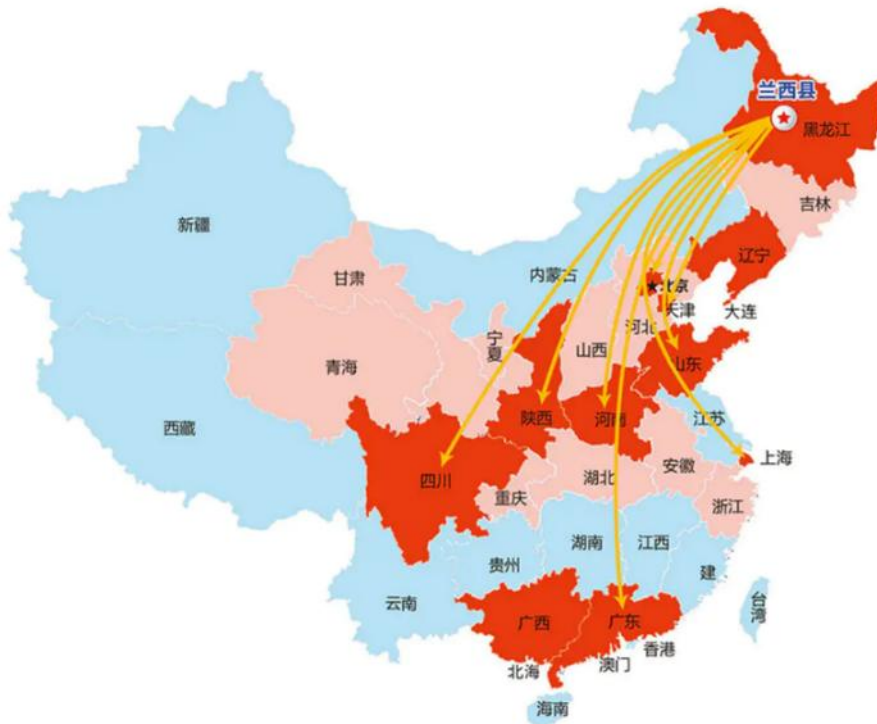 兰西县
黑龙江
吉林
辽宁
新疆
甘肃
内蒙古
★北京
天津
大连
河北
宁夏
山西
山东
青海
西藏
陕西
河南
江苏
上海
四川
安徽
湖北
重庆
浙江
湖南
江西
贵州
建
云南
台湾
广西
广东
香港
澳门
北海
海南